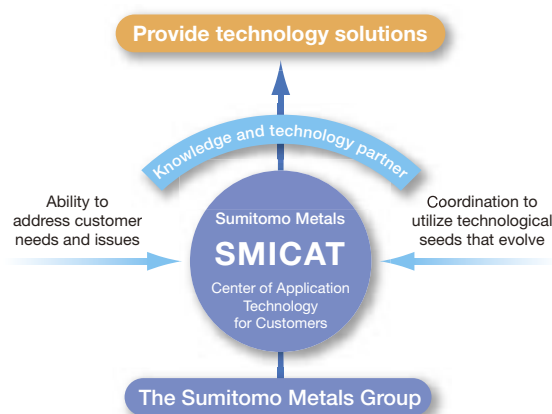 Provide technology solutions
Knowledge and technology partner
Ability to
address customer
needs and issues
Coordination to
utilize technological
seeds that evolve
Sumitomo Metals
SMICAT
Center of Application
Technology
for Customers
The Sumitomo Metals Group